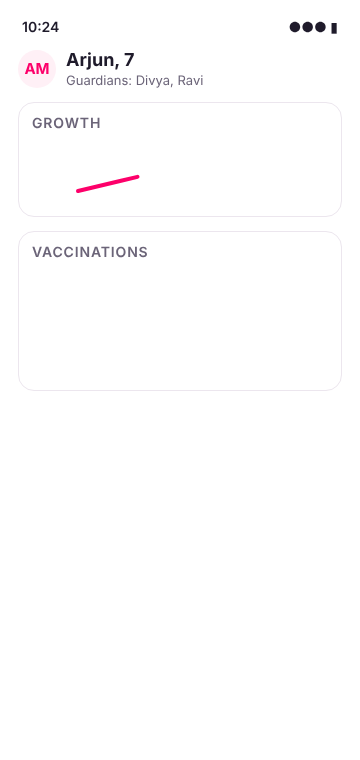 10:24
AM
Arjun, 7
Guardians: Divya, Ravi
GROWTH
VACCINATIONS